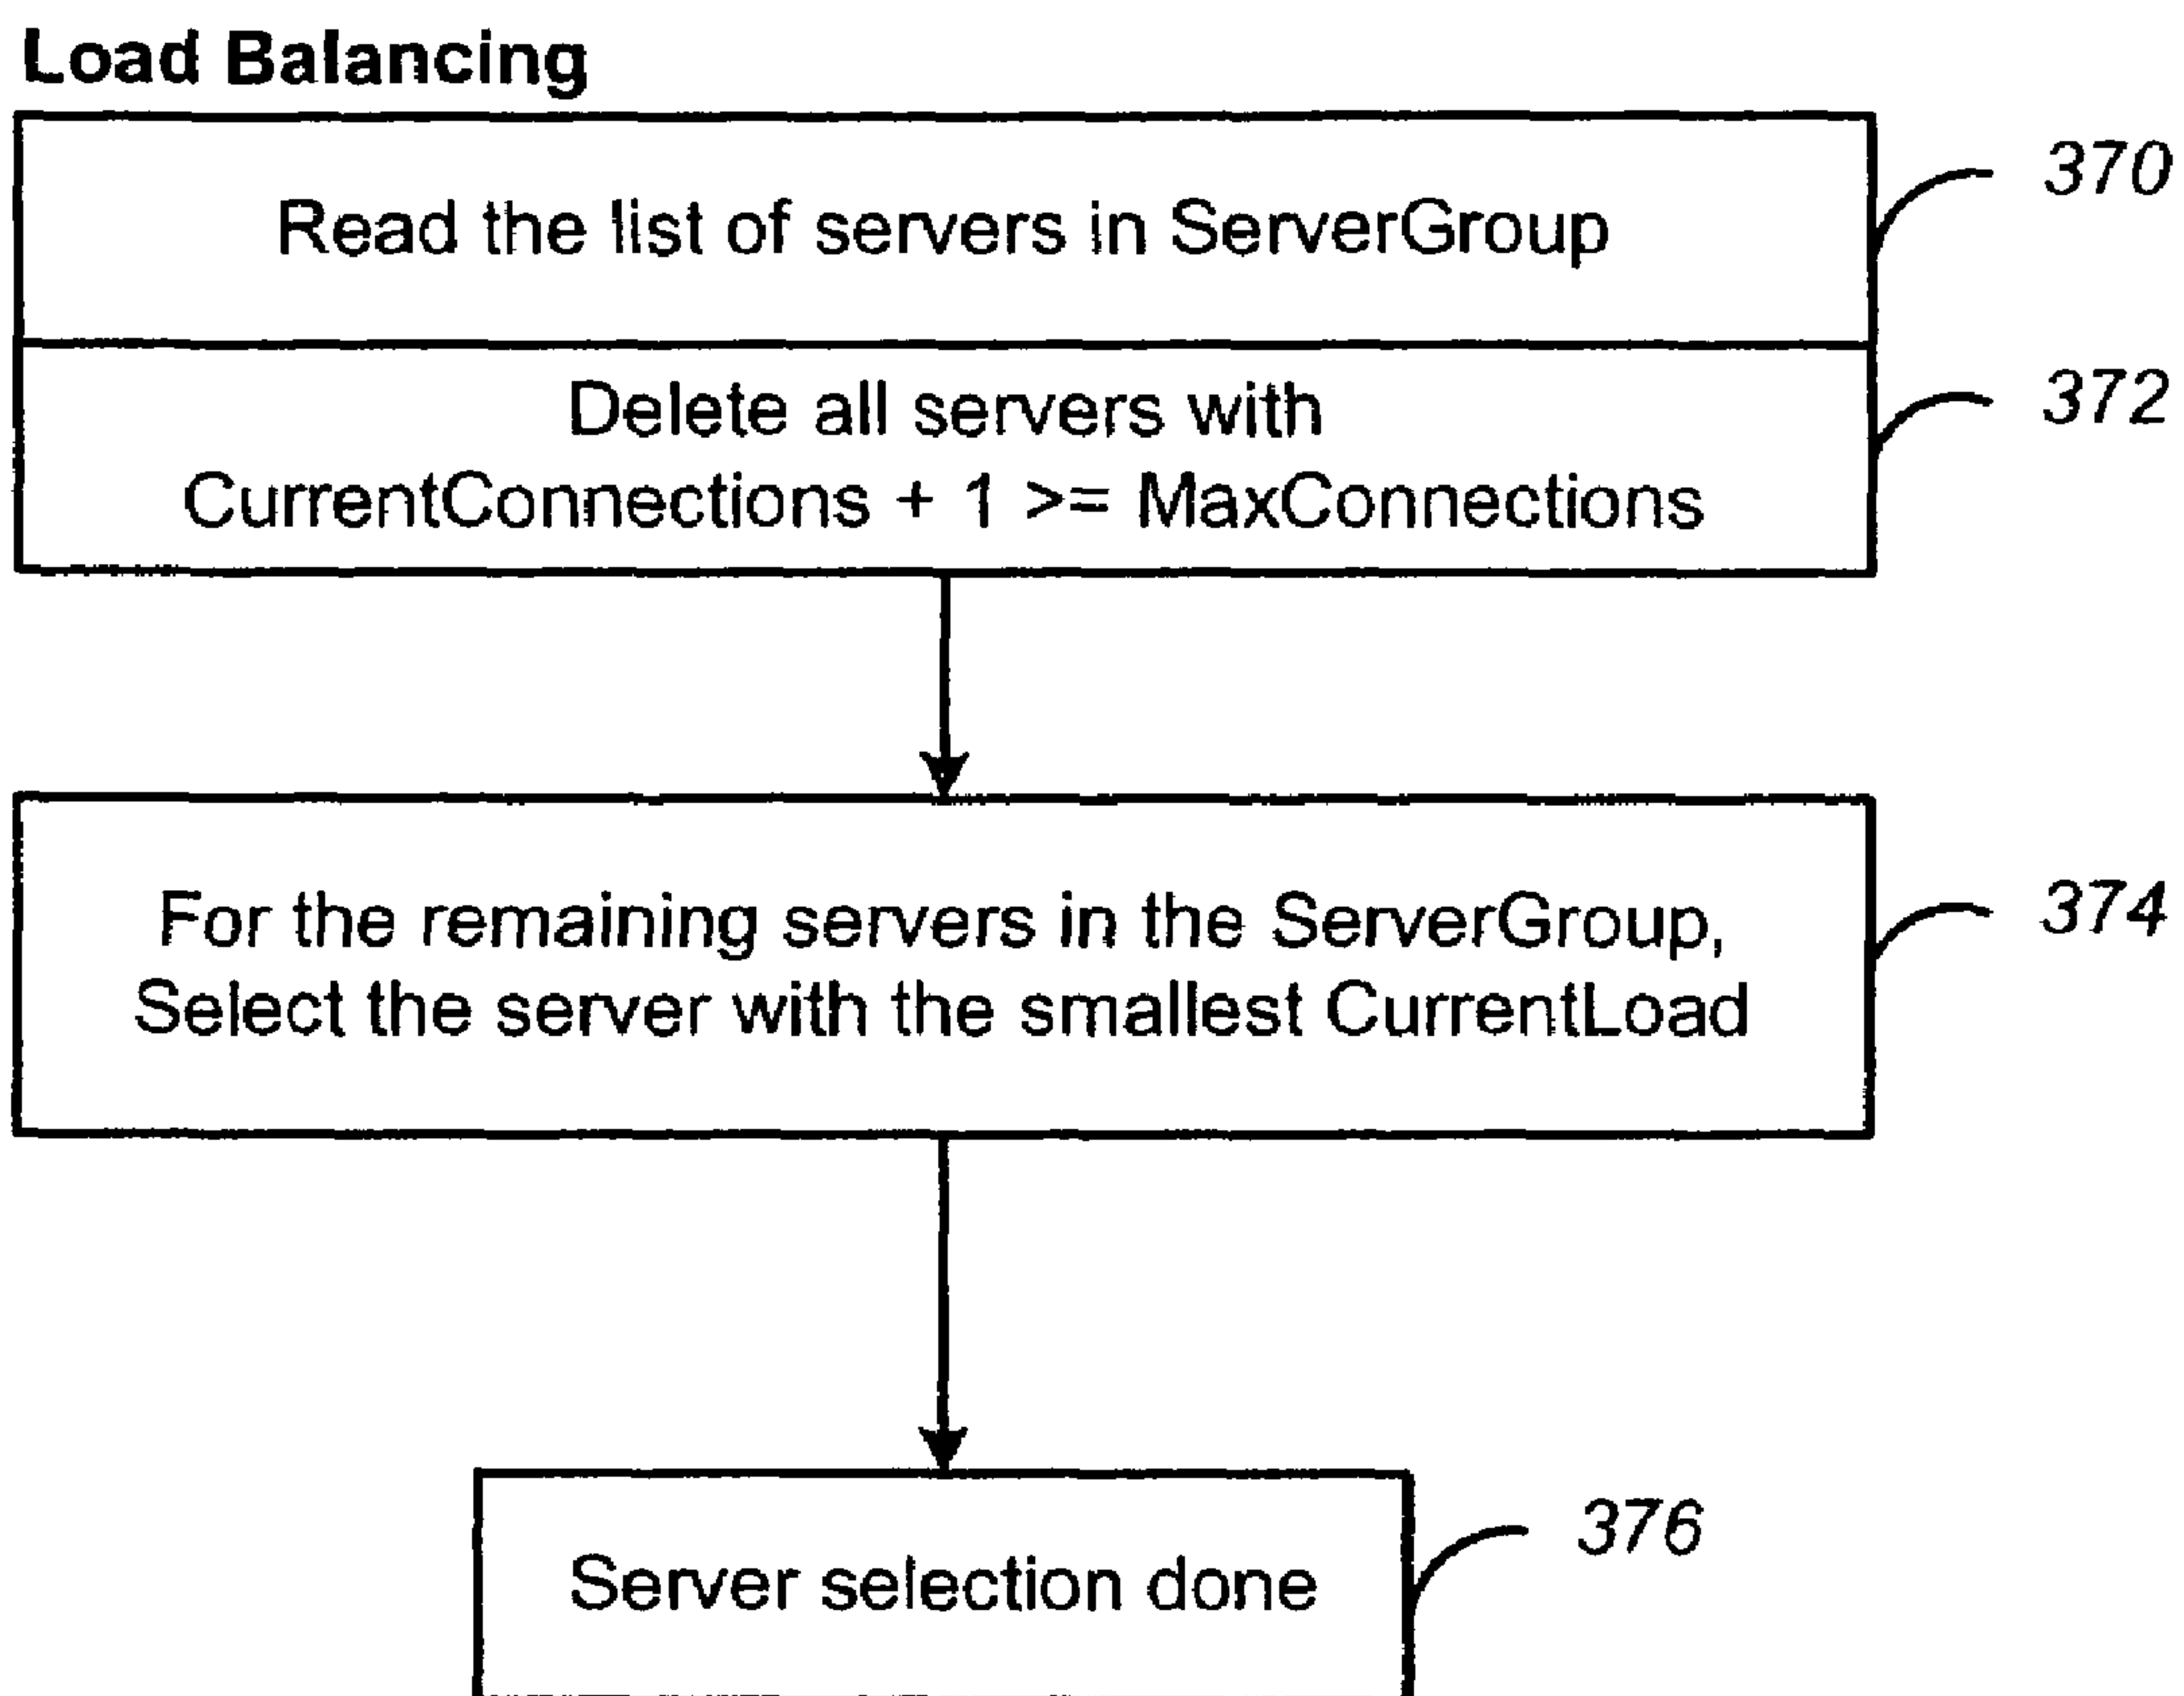 Load Balancing
Read the list of servers in ServerGroup
370
Delete all servers with
CurrentConnections + 1 >= MaxConnections
372
For the remaining servers in the ServerGroup,
Select the server with the smallest CurrentLoad
374
Server selection done
376